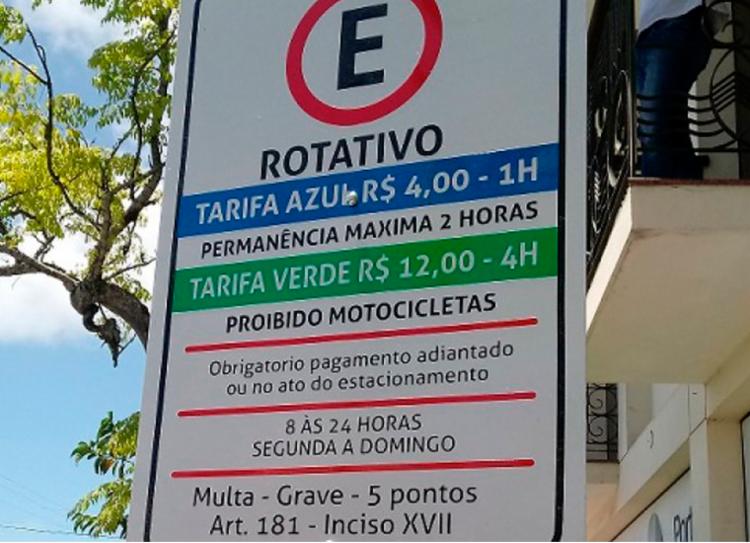 E
ROTATIVO
TARIFA AZUL R$ 4,00 - 1H
PERMANÊNCIA MAXIMA 2 HORAS
TARIFA VERDE R$ 12,00 - 4H
PROIBIDO MOTOCICLETAS
Obrigatorio pagamento adiantado
ou no ato do estacionamento
8 ÀS 24 HORAS
SEGUNDA A DOMINGO
Multa - Grave - 5 pontos
Art. 181 - Inciso XVII